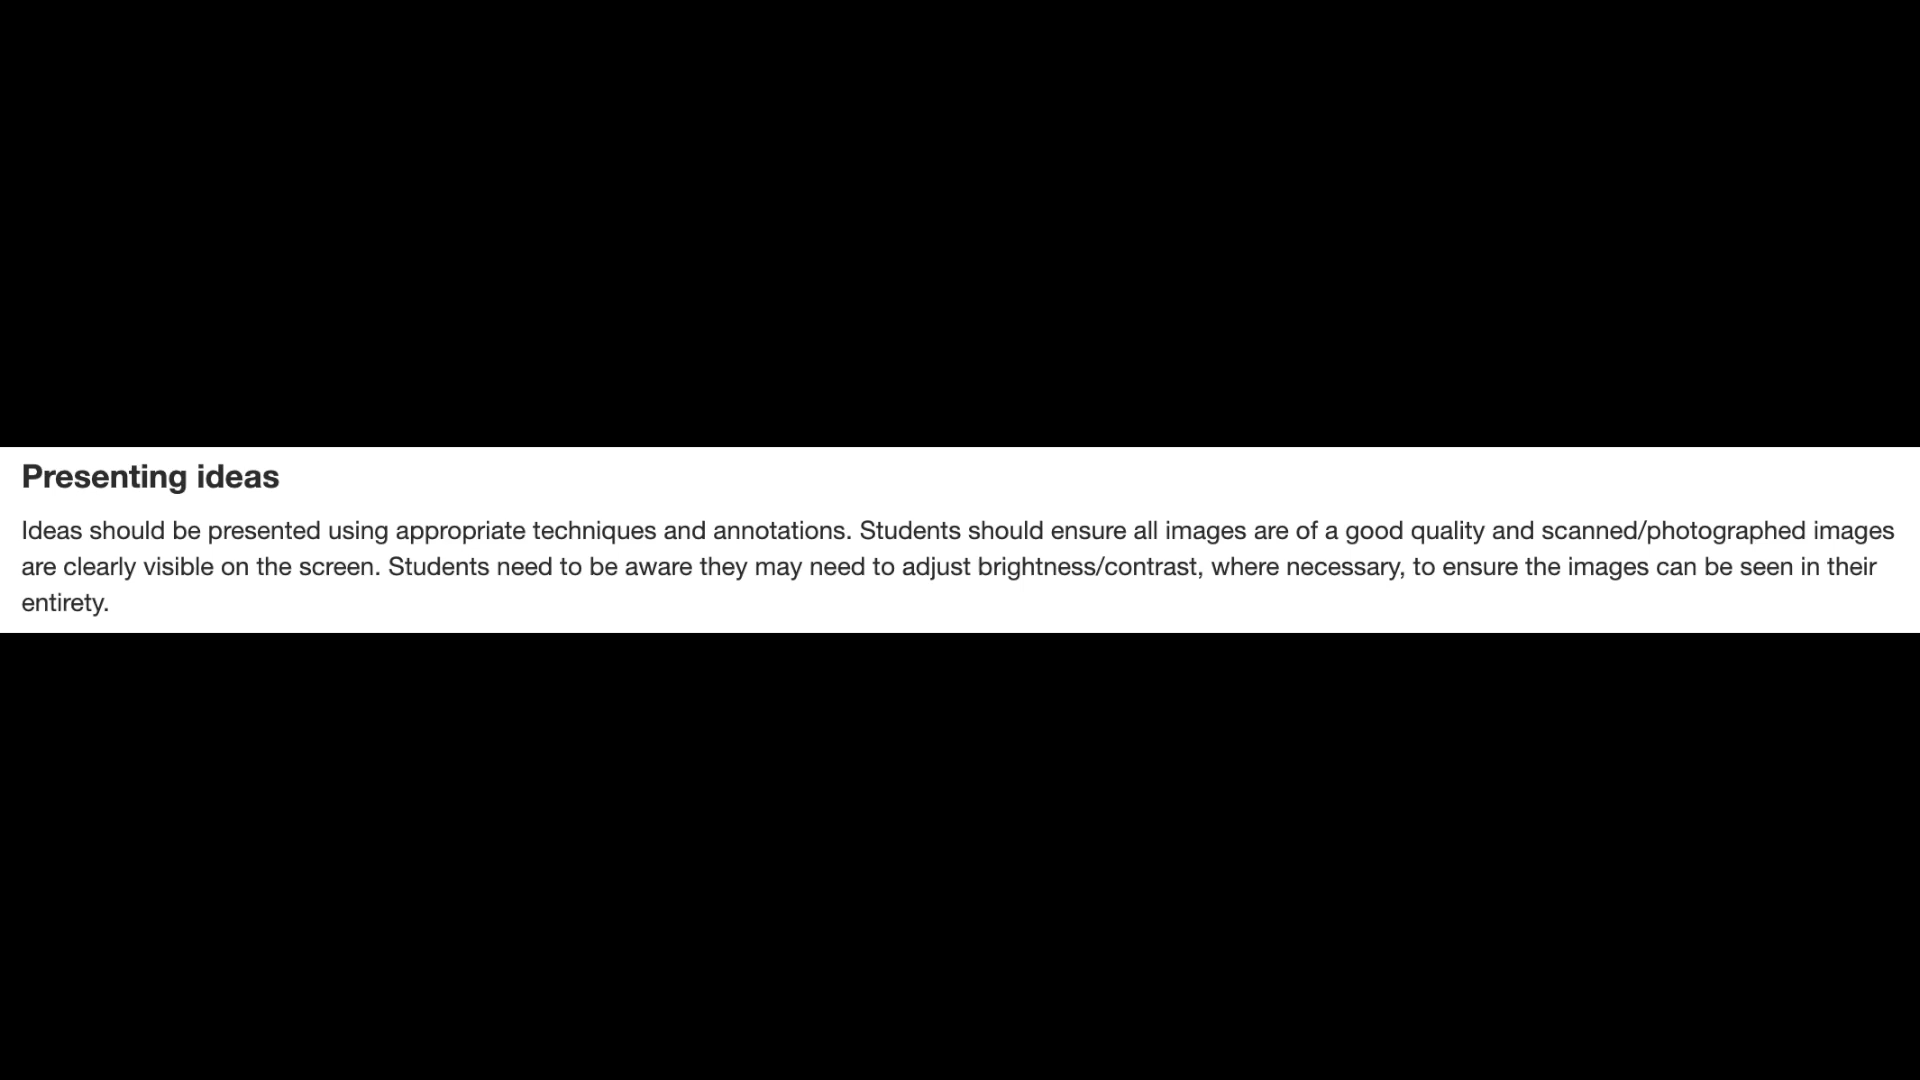 Presenting ideas
Ideas should be presented using appropriate techniques and annotations. Students should ensure all images are of a good quality and scanned/photographed images
are clearly visible on the screen. Students need to be aware they may need to adjust brightness/contrast, where necessary, to ensure the images can be seen in their
entirety.